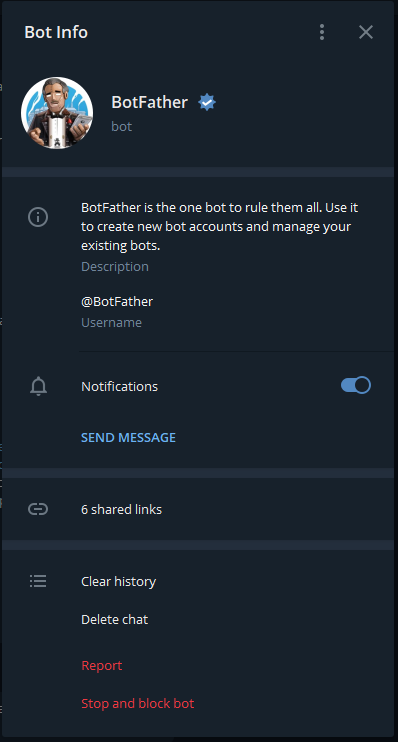 Bot Info
BotFather
bot
BotFather is the one bot to rule them all. Use it
to create new bot accounts and manage your
existing bots.
Description
@BotFather
Username
Notifications
SEND MESSAGE
6 shared links
Clear history
Delete chat
Report
Stop and block bot